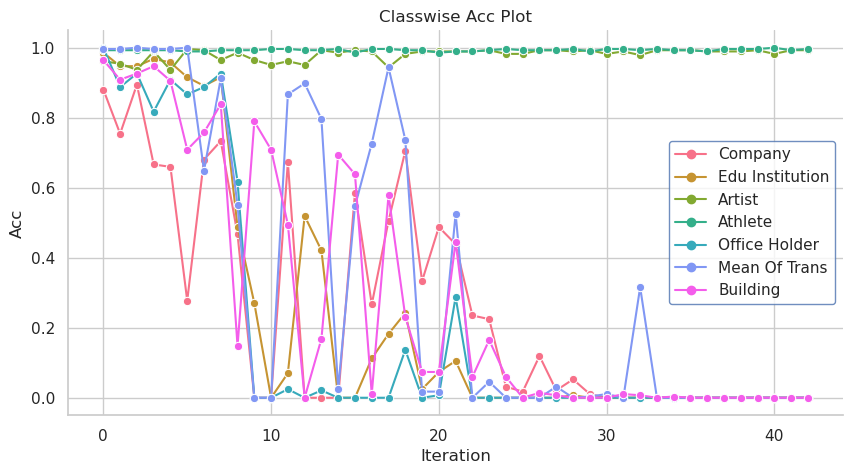 Classwise Acc Plot
1.0
0.8
0.6
0.4
0.2
0.0
Acc
0
10
20
30
40
Iteration
Company
Edu Institution
Artist
Athlete
Office Holder
Mean Of Trans
Building